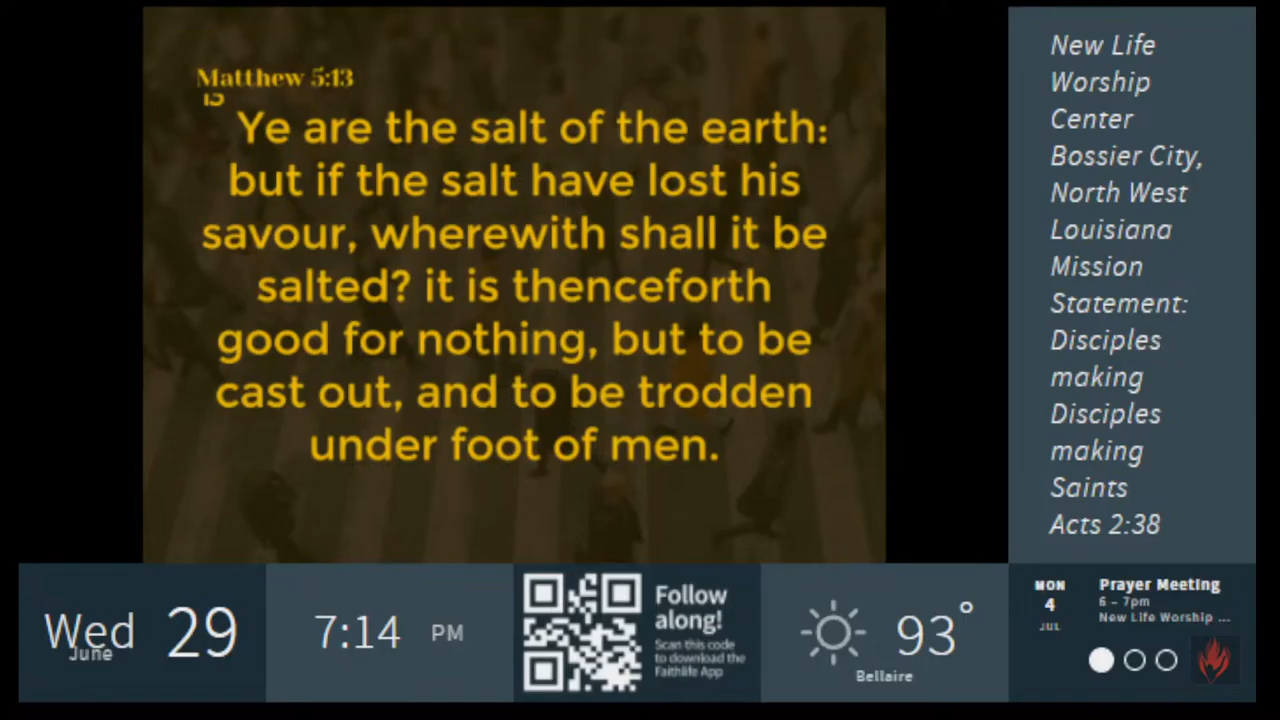 Matthew 5:13
13
Ye are the salt of the earth:
but if the salt have lost his
savour, wherewith shall it be
salted? it is thenceforth
good for nothing, but to be
cast out, and to be trodden
under foot of men.
New Life
Worship
Center
Bossier City,
North West
Louisiana
Mission
Statement:
Disciples
making
Disciples
making
Saints
Acts 2:38
Wed 29
June
7:14 PM
Follow
along!
Scan this code
to download the
Faithlife App
93°
Bellaire
MON
4
JUL
Prayer Meeting
6 – 7pm
New Life Worship ...